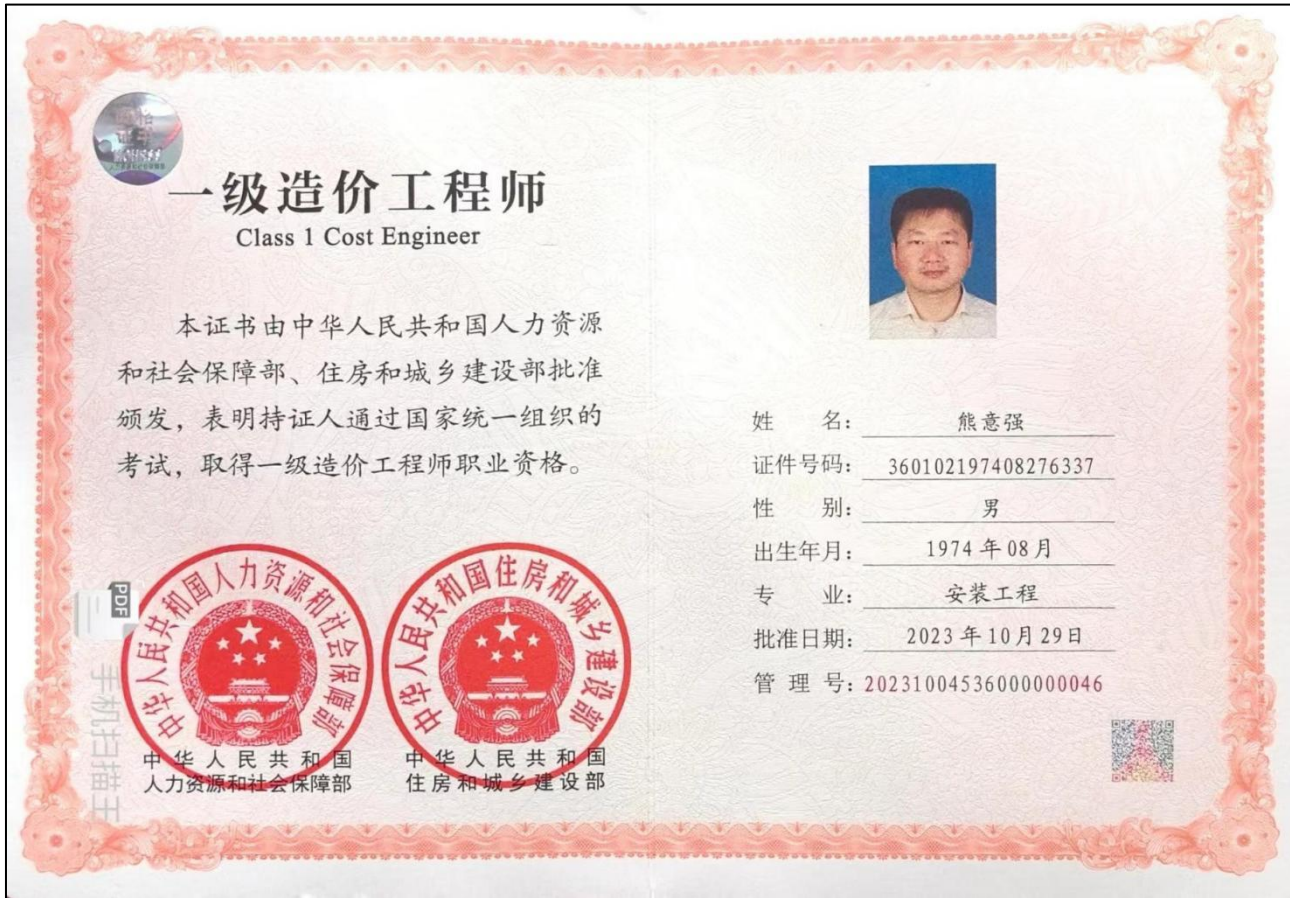 一级造价工程师
Class 1 Cost Engineer
本证书由中华人民共和国人力资源
和社会保障部、住房和城乡建设部批准
颁发，表明持证人通过国家统一组织的
考试，取得一级造价工程师职业资格。
中华人民共和国人力资源和社会保障部
中华人民共和国
人力资源和社会保障部
中华人民共和国住房和城乡建设部
中华人民共和国
住房和城乡建设部
PDF
手机扫描王
姓 名： 熊意强
证件号码： 360102197408276337
性 别： 男
出生年月： 1974年08月
专 业： 安装工程
批准日期： 2023年10月29日
管 理 号：20231004536000000046